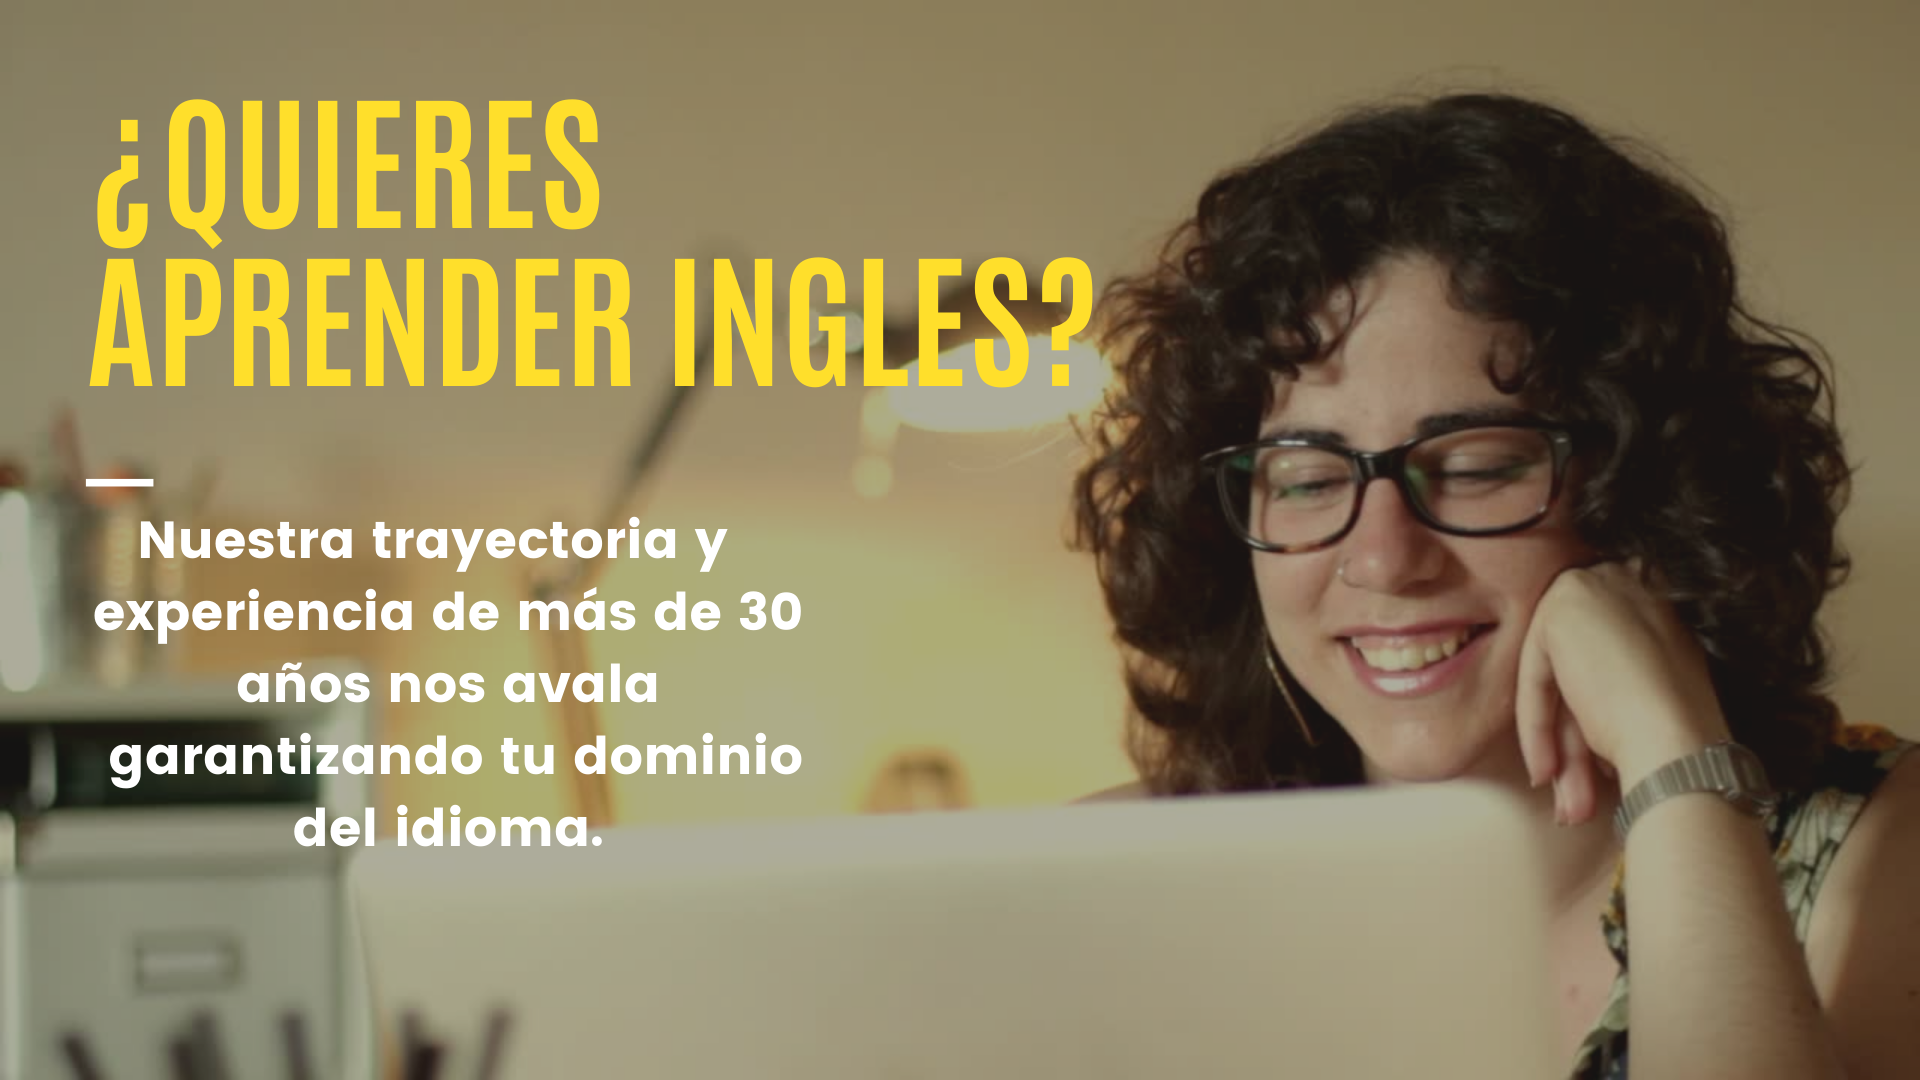 ¿QUIERES
APRENDER INGLES?
Nuestra trayectoria y
experiencia de más de 30
años nos avala
garantizando tu dominio
del idioma.